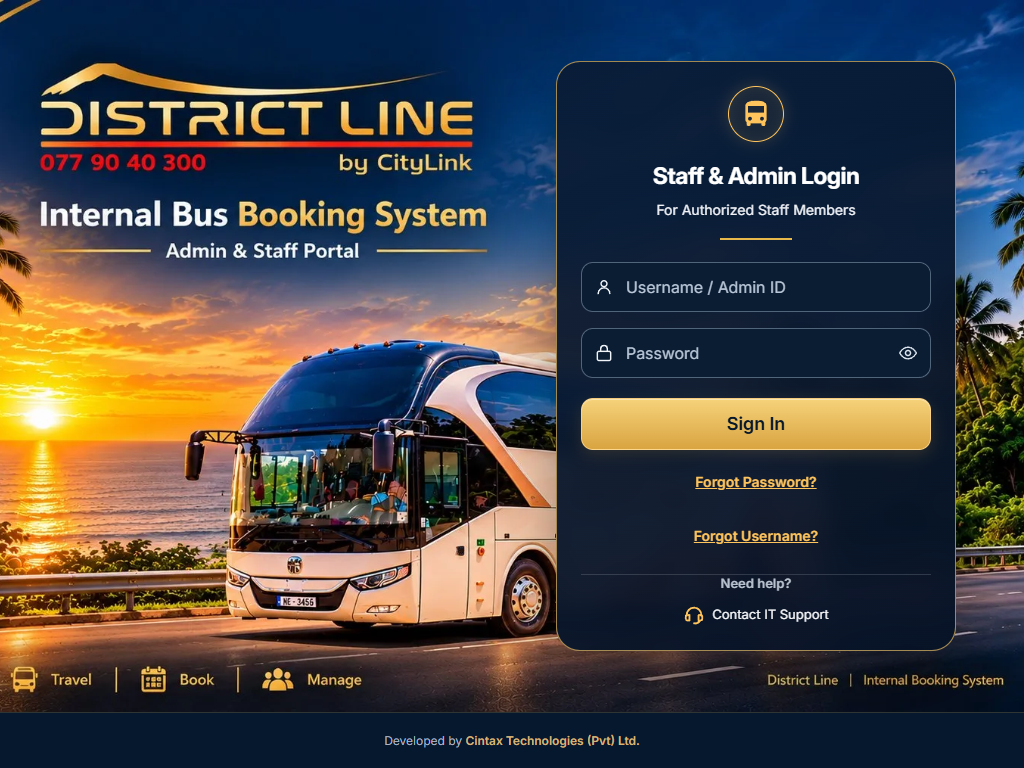 DISTRICT LINE
077 90 40 300
by CityLink
Internal Bus Booking System
Admin & Staff Portal
Staff & Admin Login
For Authorized Staff Members
Username / Admin ID
Password
Sign In
Forgot Password?
Forgot Username?
Need help?
Contact IT Support
NE - 3456
Travel | Book | Manage
District Line | Internal Booking System
Developed by Cintax Technologies (Pvt) Ltd.